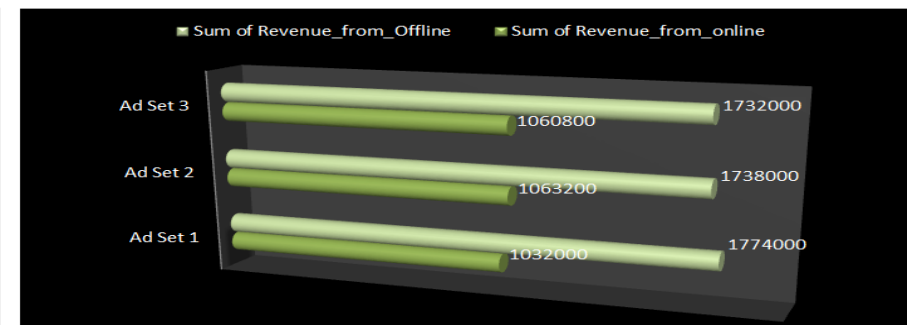 Sum of Revenue_from_Offline Sum of Revenue_from_online
Ad Set 3 1732000
1060800
Ad Set 2 1738000
1063200
Ad Set 1 1774000
1032000